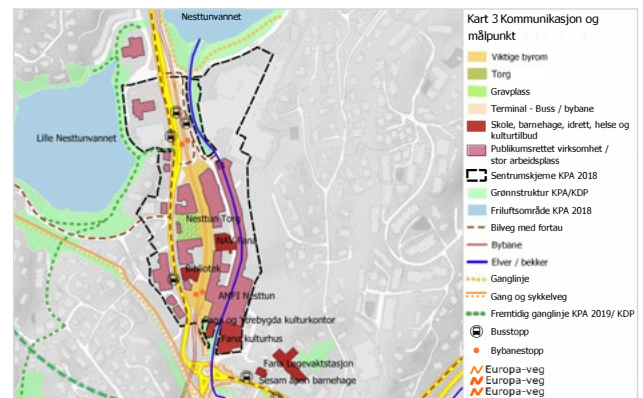 Nesttunvannet
Lille Nesttunvannet
Nesttun Torg
NAV Fana
Bibliotek
AMFI Nesttun
Fana og Ytrebygda kulturkontor
Fana kulturhus
Fana Legevaktstasjon
Sesam åpen barnehage
Kart 3 Kommunikasjon og
målpunkt
Viktige byrom
Torg
Gravplass
Terminal - Buss / bybane
Skole, barnehage, idrett, helse og
kulturtilbud
Publikumsrettet virksomhet /
stor arbeidsplass
Sentrumskjerne KPA 2018
Grønnstruktur KPA/KDP
Friluftsområde KPA 2018
Bilveg med fortau
Bybane
Elver / bekker
Ganglinje
Gang og sykkelveg
Fremtidig ganglinje KPA 2019/ KDP
Busstopp
Bybanestopp
Europa-veg
Europa-veg
Europa-veg